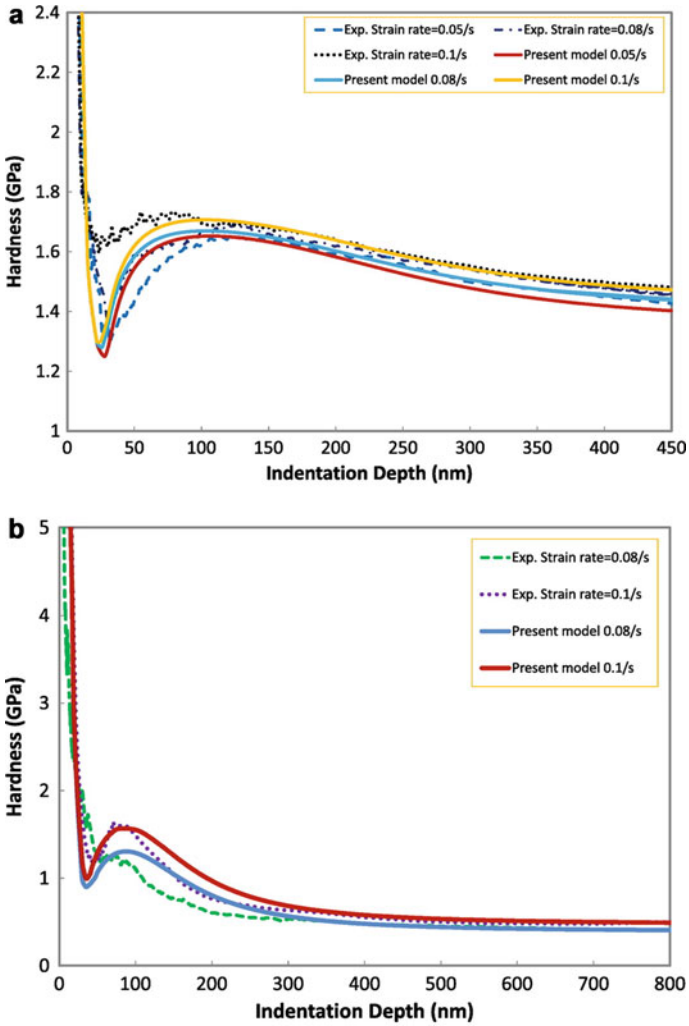 a
2.4
2.2
2
1.8
1.6
1.4
1.2
1
Hardness (GPa)
Exp. Strain rate=0.05/s
Exp. Strain rate=0.08/s
Exp. Strain rate=0.1/s
Present model 0.05/s
Present model 0.08/s
Present model 0.1/s
0 50 100 150 200 250 300 350 400 450
Indentation Depth (nm)
b
5
4
3
2
1
0
Hardness (GPa)
Exp. Strain rate=0.08/s
Exp. Strain rate=0.1/s
Present model 0.08/s
Present model 0.1/s
0 100 200 300 400 500 600 700 800
Indentation Depth (nm)